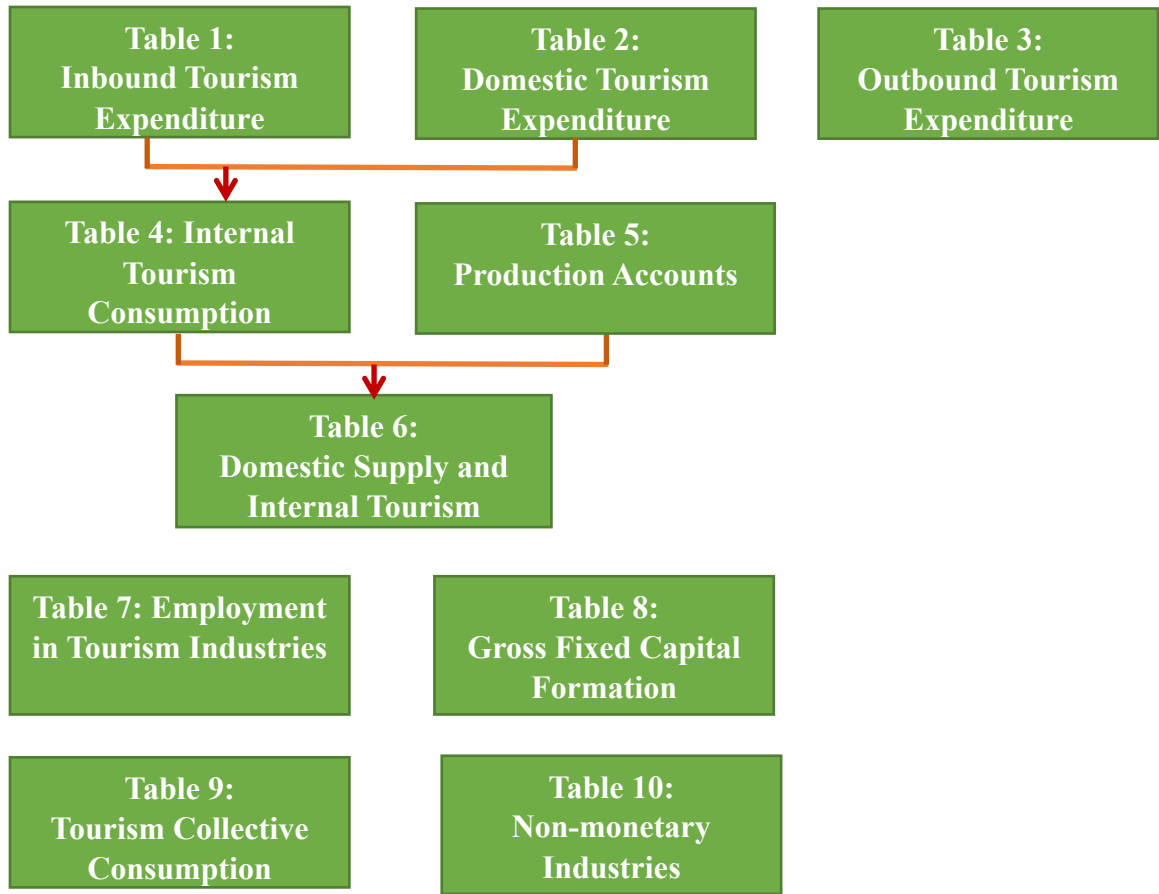 Table 1:
Inbound Tourism
Expenditure
Table 2:
Domestic Tourism
Expenditure
Table 3:
Outbound Tourism
Expenditure
Table 4: Internal
Tourism
Consumption
Table 5:
Production Accounts
Table 6:
Domestic Supply and
Internal Tourism
Table 7: Employment
in Tourism Industries
Table 8:
Gross Fixed Capital
Formation
Table 9:
Tourism Collective
Consumption
Table 10:
Non-monetary
Industries